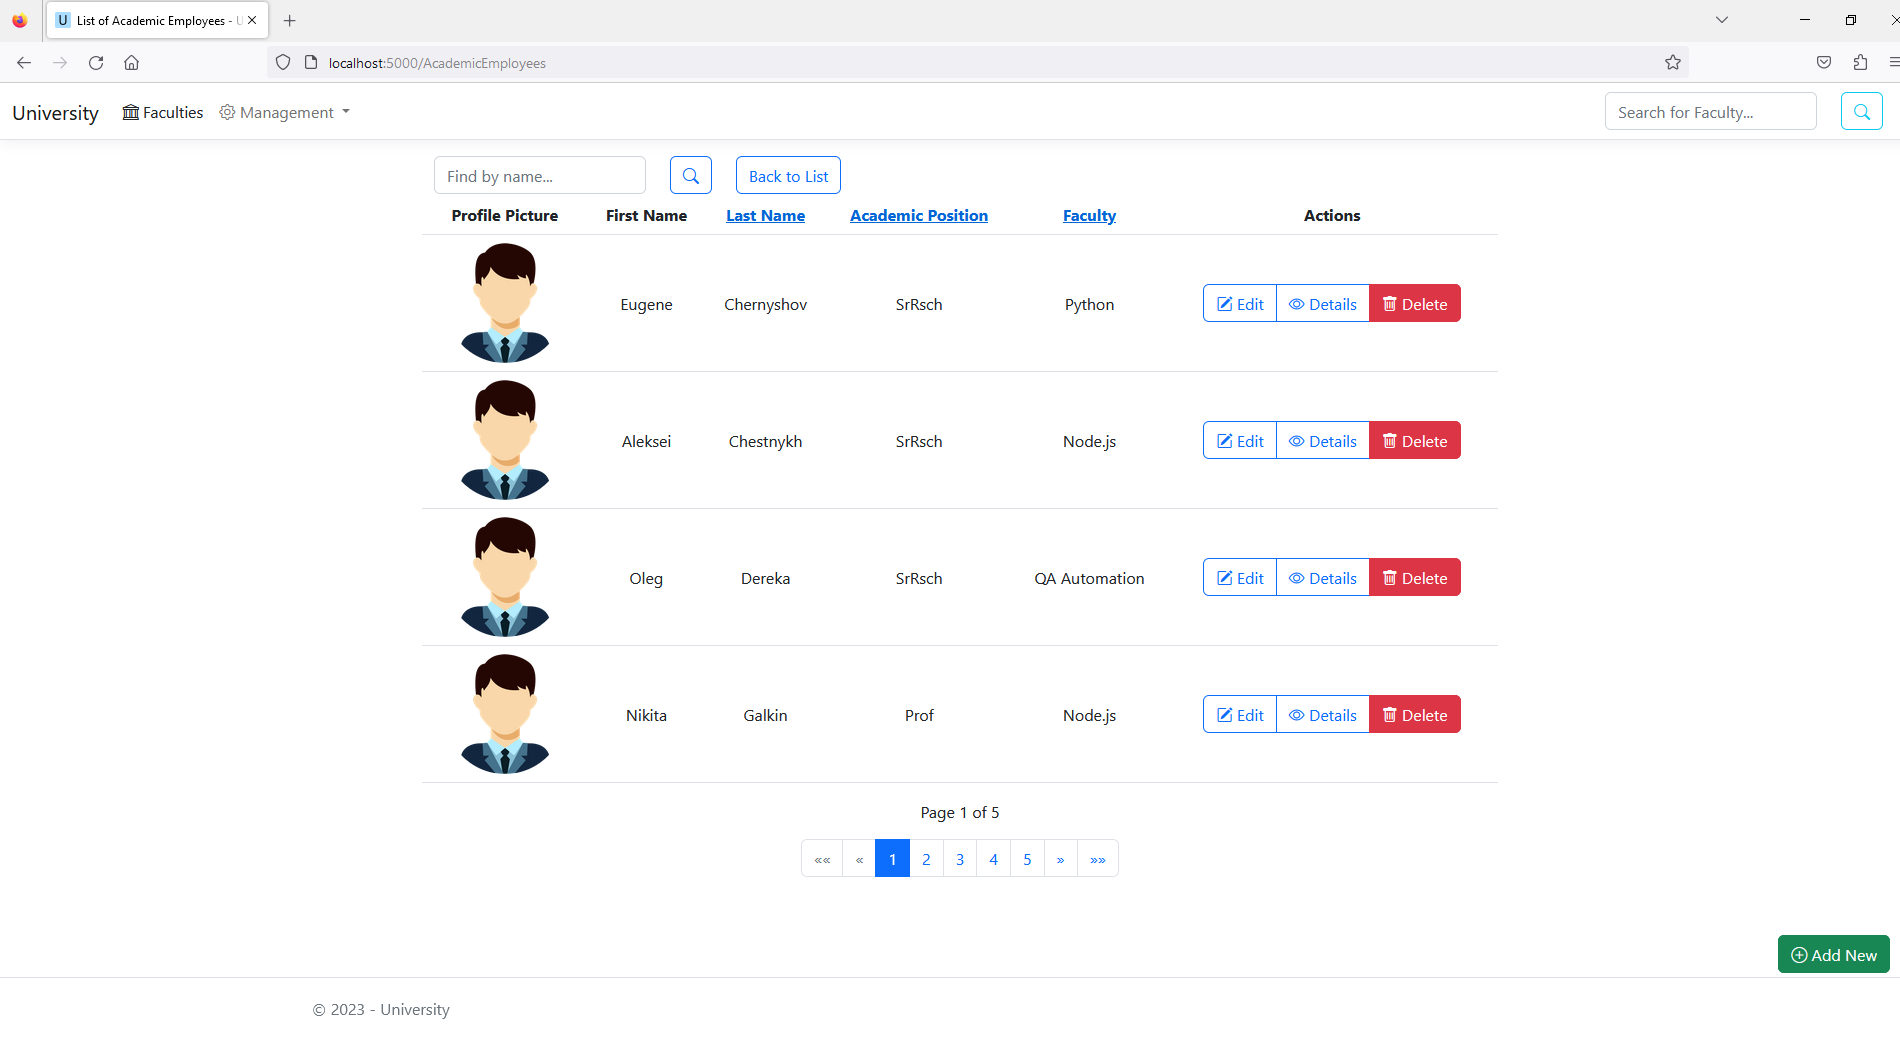 U List of Academic Employees - U
localhost:5000/AcademicEmployees
University Faculties Management Search for Faculty...
Find by name... Back to List
Profile Picture First Name Last Name Academic Position Faculty Actions
Eugene Chernyshov SrRsch Python Edit Details Delete
Aleksei Chestnykh SrRsch Node.js Edit Details Delete
Oleg Dereka SrRsch QA Automation Edit Details Delete
Nikita Galkin Prof Node.js Edit Details Delete
Page 1 of 5
«« « 1 2 3 4 5 » »»
Add New
© 2023 - University